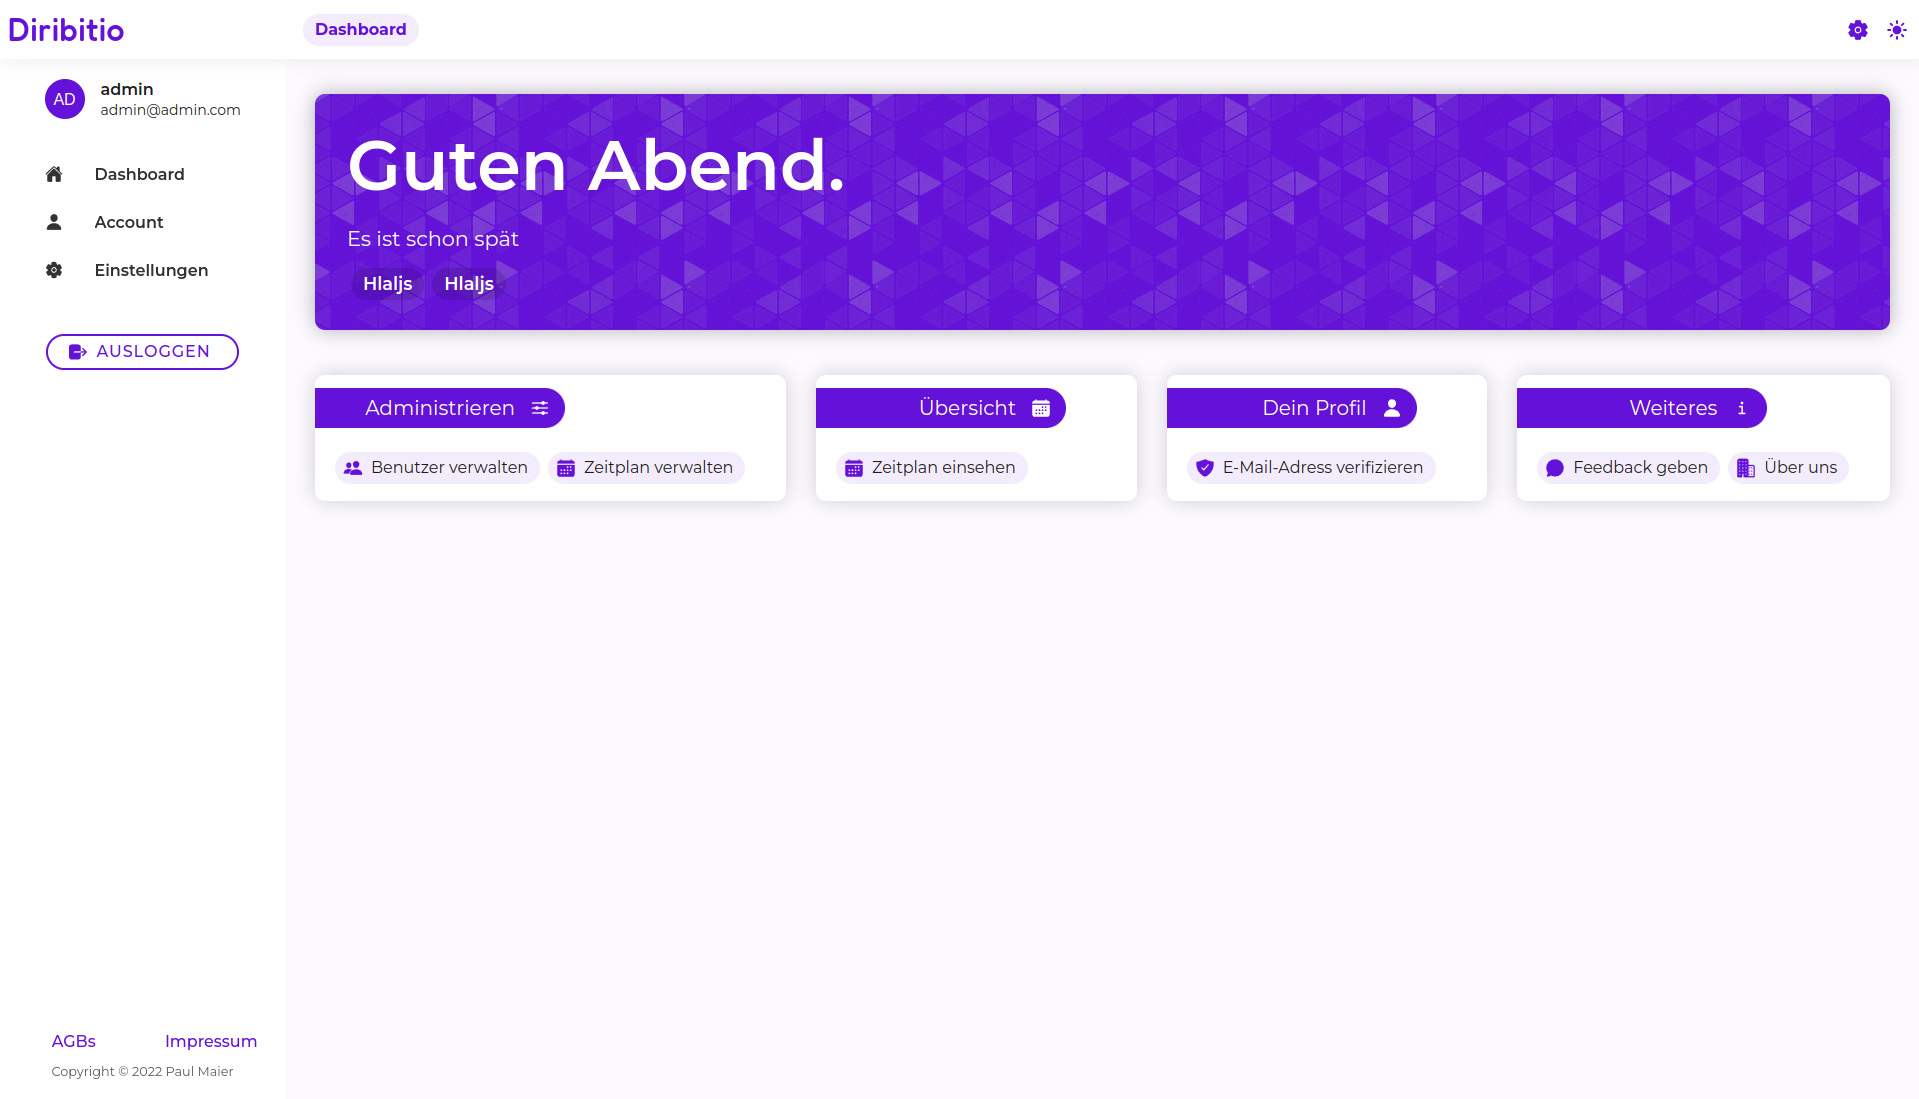 Diribitio
Dashboard
AD
admin
admin@admin.com
Dashboard
Account
Einstellungen
AUSLOGGEN
Guten Abend.
Es ist schon spät
Hlaljs Hlaljs
Administrieren
Benutzer verwalten Zeitplan verwalten
Übersicht
Zeitplan einsehen
Dein Profil
E-Mail-Adress verifizieren
Weiteres
Feedback geben Über uns
AGBs Impressum
Copyright © 2022 Paul Maier